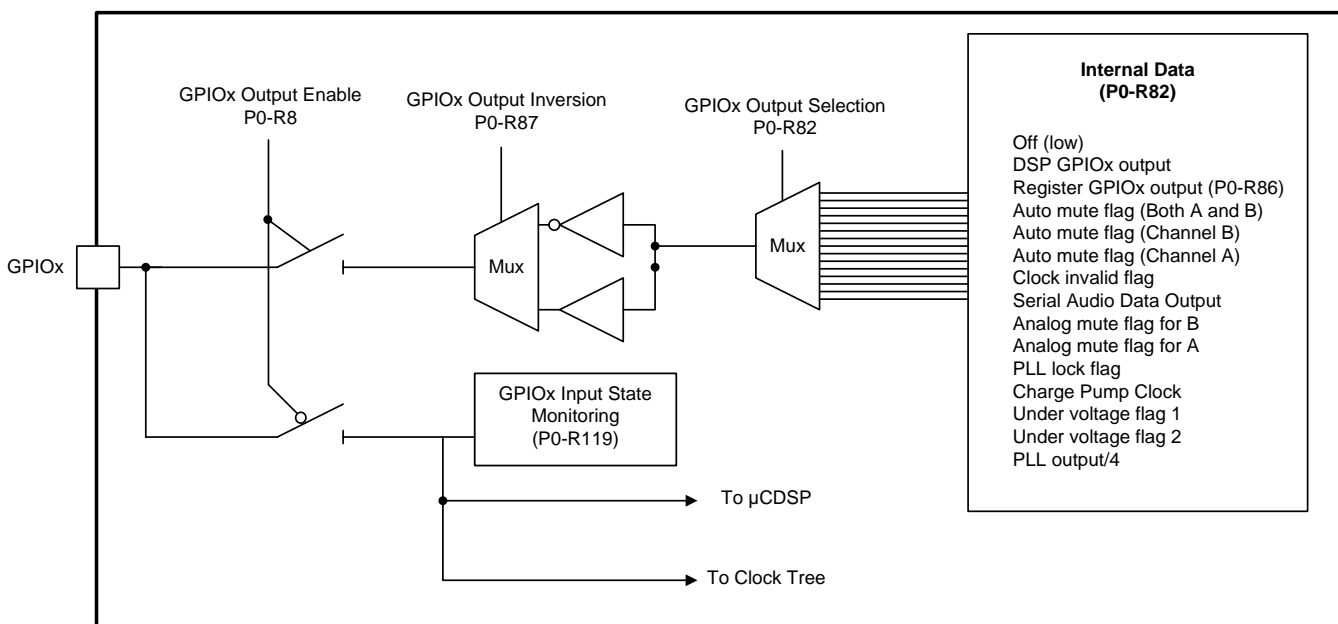 GPIOx Output Enable
P0-R8
GPIOx Output Inversion
P0-R87
GPIOx Output Selection
P0-R82
Internal Data
(P0-R82)
Off (low)
DSP GPIOx output
Register GPIOx output (P0-R86)
Auto mute flag (Both A and B)
Auto mute flag (Channel B)
Auto mute flag (Channel A)
Clock invalid flag
Serial Audio Data Output
Analog mute flag for B
Analog mute flag for A
PLL lock flag
Charge Pump Clock
Under voltage flag 1
Under voltage flag 2
PLL output/4
GPIOx
Mux
Mux
GPIOx Input State
Monitoring
(P0-R119)
To µCDSP
To Clock Tree